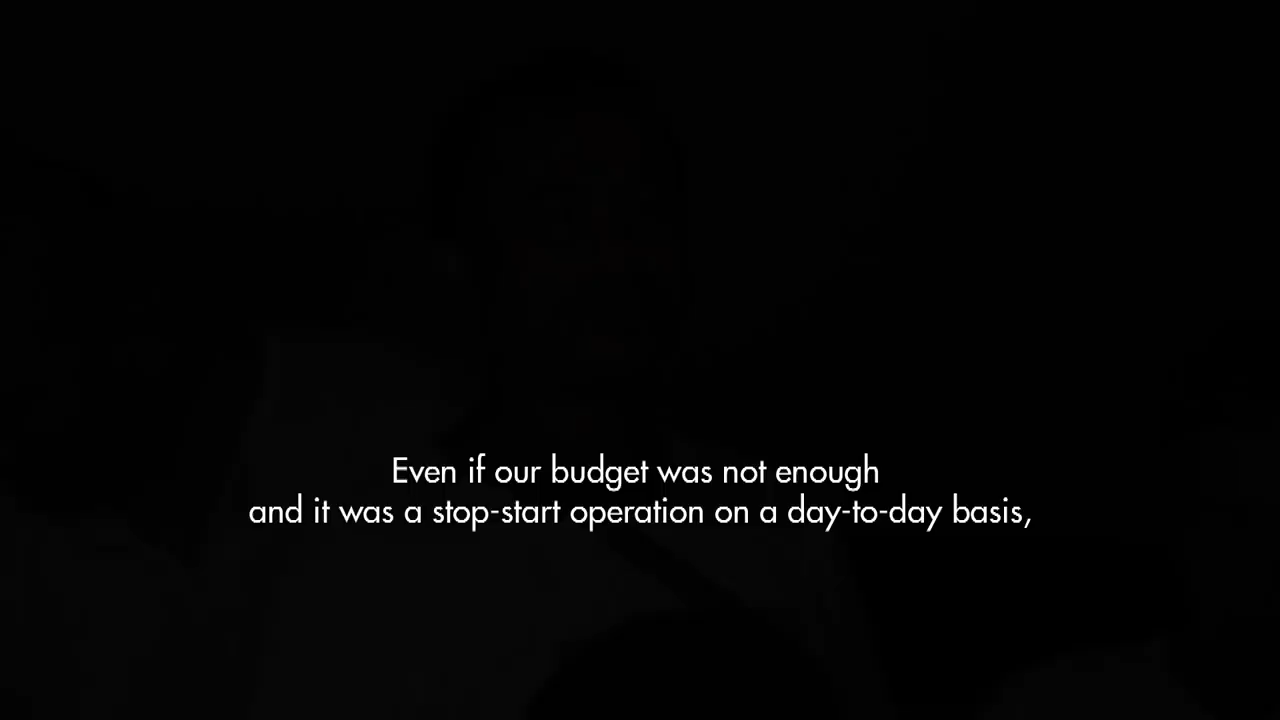 Even if our budget was not enough
and it was a stop-start operation on a day-to-day basis,